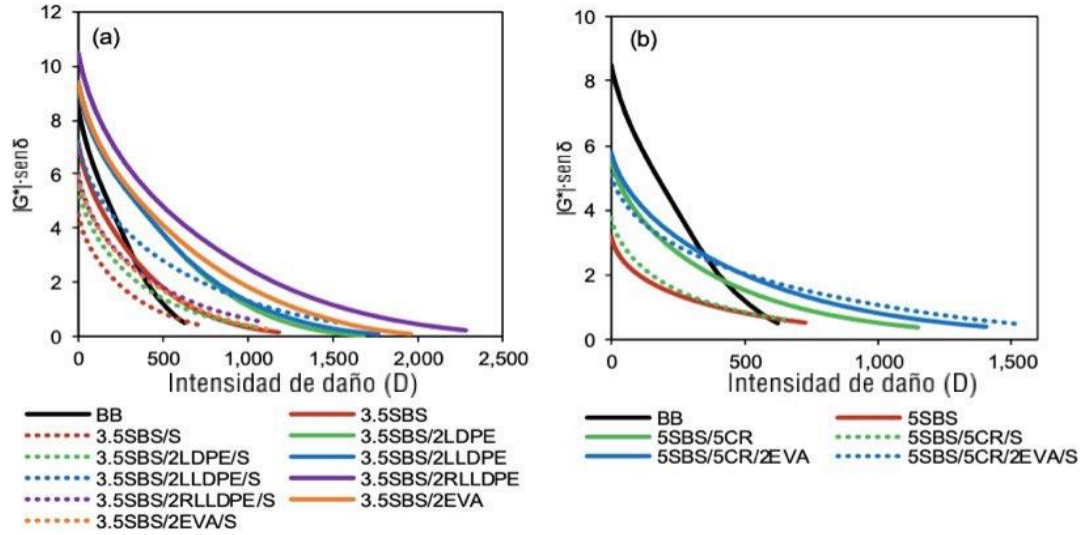 (a)
|G*|·senδ
12
10
8
6
4
2
0
0
500
1,000
1,500
2,000
2,500
Intensidad de daño (D)
BB
3.5SBS
3.5SBS/S
3.5SBS/2LDPE
3.5SBS/2LDPE/S
3.5SBS/2LLDPE
3.5SBS/2LLDPE/S
3.5SBS/2RLLDPE
3.5SBS/2RLLDPE/S
3.5SBS/2EVA
3.5SBS/2EVA/S
(b)
|G*|·senδ
10
8
6
4
2
0
0
500
1,000
1,500
Intensidad de daño (D)
BB
5SBS
5SBS/5CR
5SBS/5CR/S
5SBS/5CR/2EVA
5SBS/5CR/2EVA/S